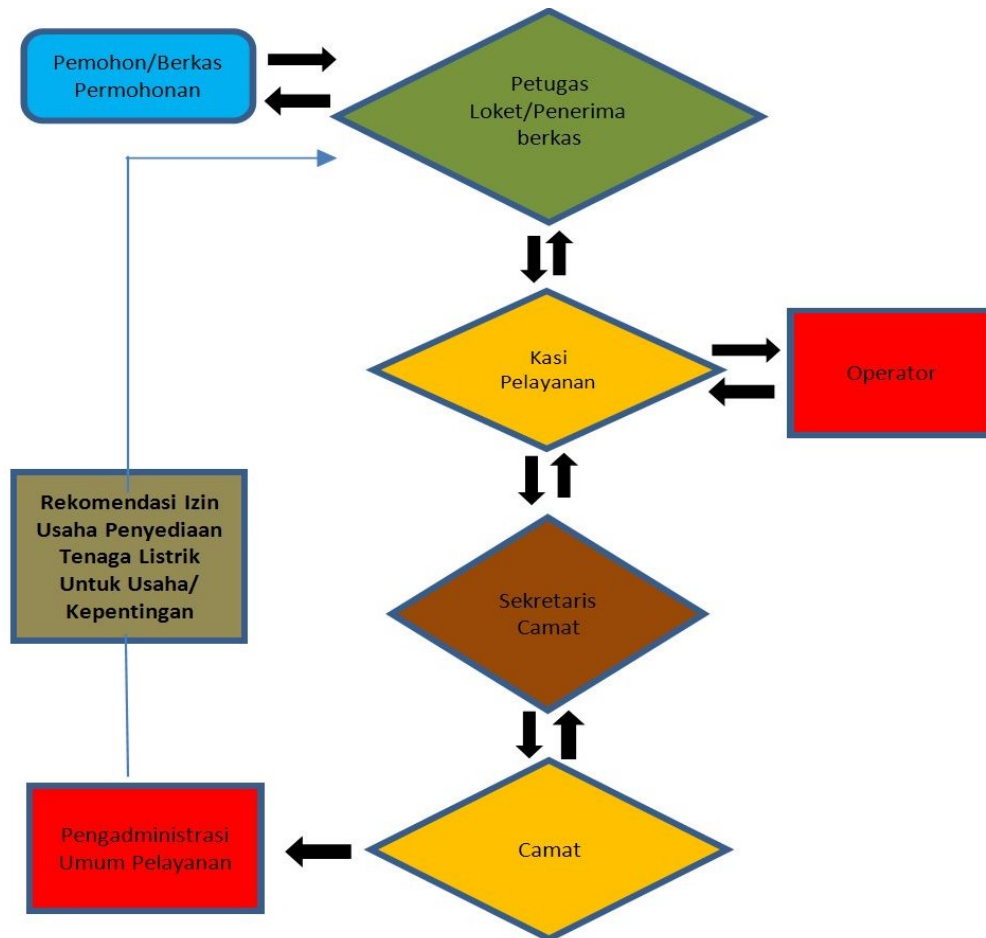 Pemohon/Berkas
Permohonan
Petugas
Loket/Penerima
berkas
Kasi
Pelayanan
Operator
Rekomendasi Izin
Usaha Penyediaan
Tenaga Listrik
Untuk Usaha/
Kepentingan
Sekretaris
Camat
Pengadministrasi
Umum Pelayanan
Camat